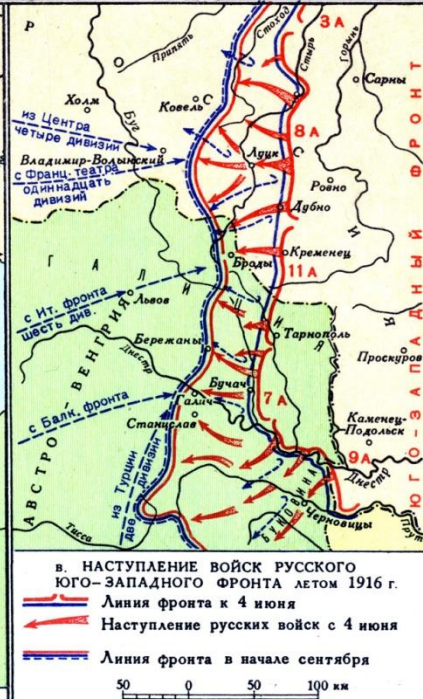 Р
3А
Стоход
Стырь
Горынь
Припять
Сарны
Холм
Ковель
С
Буг
из Центра
четыре дивизии
8А
Владимир-Волынский
Луцк
С
с Франц. театра
одиннадцать
дивизий
Ровно
И
Дубно
Кременец
11А
Броды
ГАЛИЦИЯ
Львов
с Ит. фронта
шесть див.
Тарнополь
Я
Проскуров
Бережаны
Днестр
Бучач
7А
Галич
Станислав
с Балк. фронта
Каменец-
Подольск
9А
Днестр
из Турции
две дивизии
БУКОВИНА
Черновицы
Прут
Тисса
АВСТРО-ВЕНГРИЯ
ЮГО-ЗАПАДНЫЙ ФРОНТ
в. НАСТУПЛЕНИЕ ВОЙСК РУССКОГО
ЮГО-ЗАПАДНОГО ФРОНТА ЛЕТОМ 1916 г.
Линия фронта к 4 июня
Наступление русских войск с 4 июня
Линия фронта в начале сентября
50 0 50 100 км